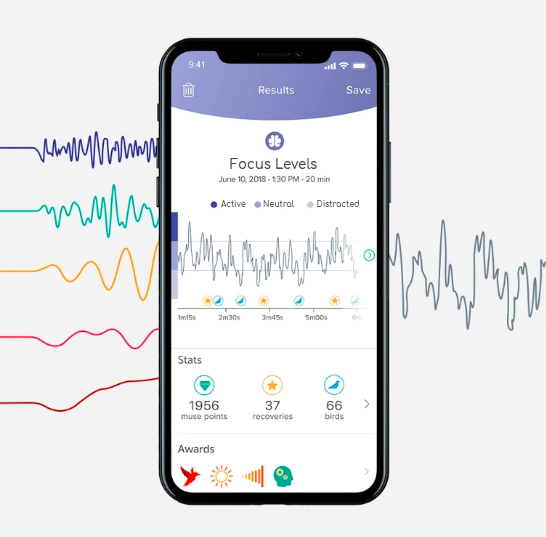 9:41
Results
Save
Focus Levels
June 10, 2018 - 1:30 PM - 20 min
Active Neutral Distracted
1m15s 2m30s 3m45s 5m00s 6m
Stats
1956 37 66
muse points recoveries birds
Awards